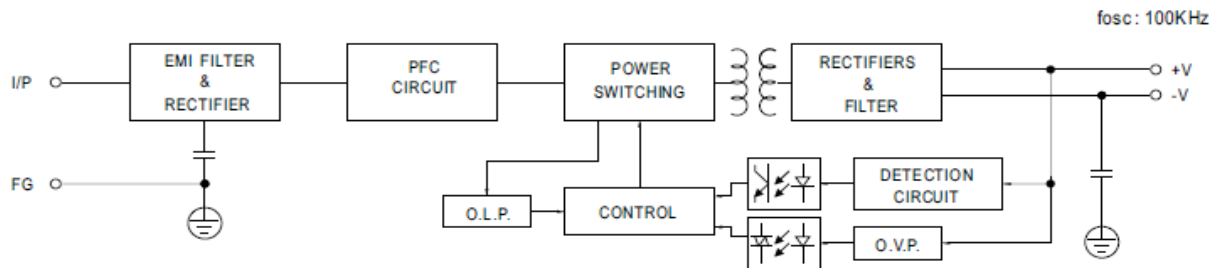 fosc : 100KHz
I/P
EMI FILTER
&
RECTIFIER
PFC
CIRCUIT
POWER
SWITCHING
RECTIFIERS
&
FILTER
+V
-V
FG
O.L.P.
CONTROL
DETECTION
CIRCUIT
O.V.P.